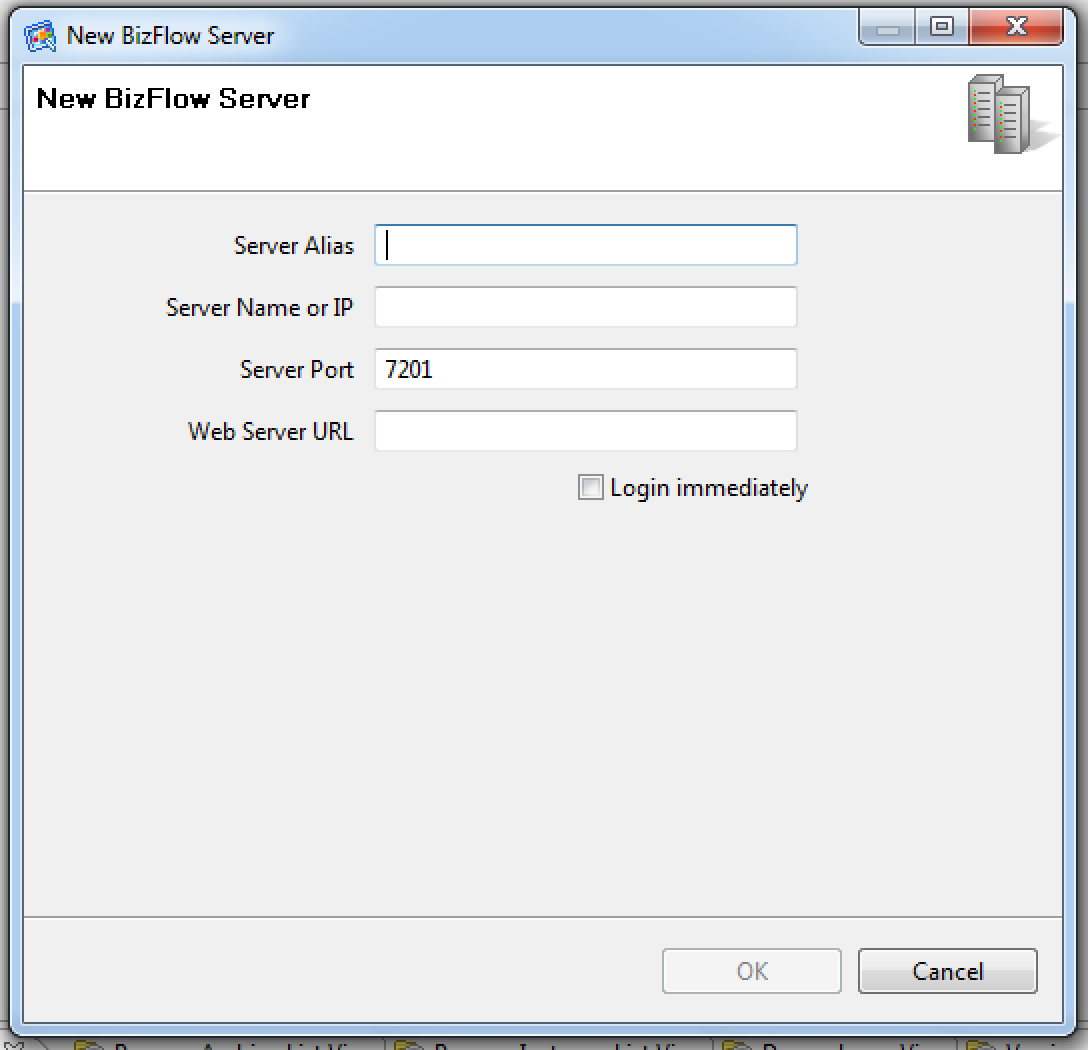 New BizFlow Server
New BizFlow Server
Server Alias
Server Name or IP
Server Port 7201
Web Server URL
Login immediately
OK Cancel